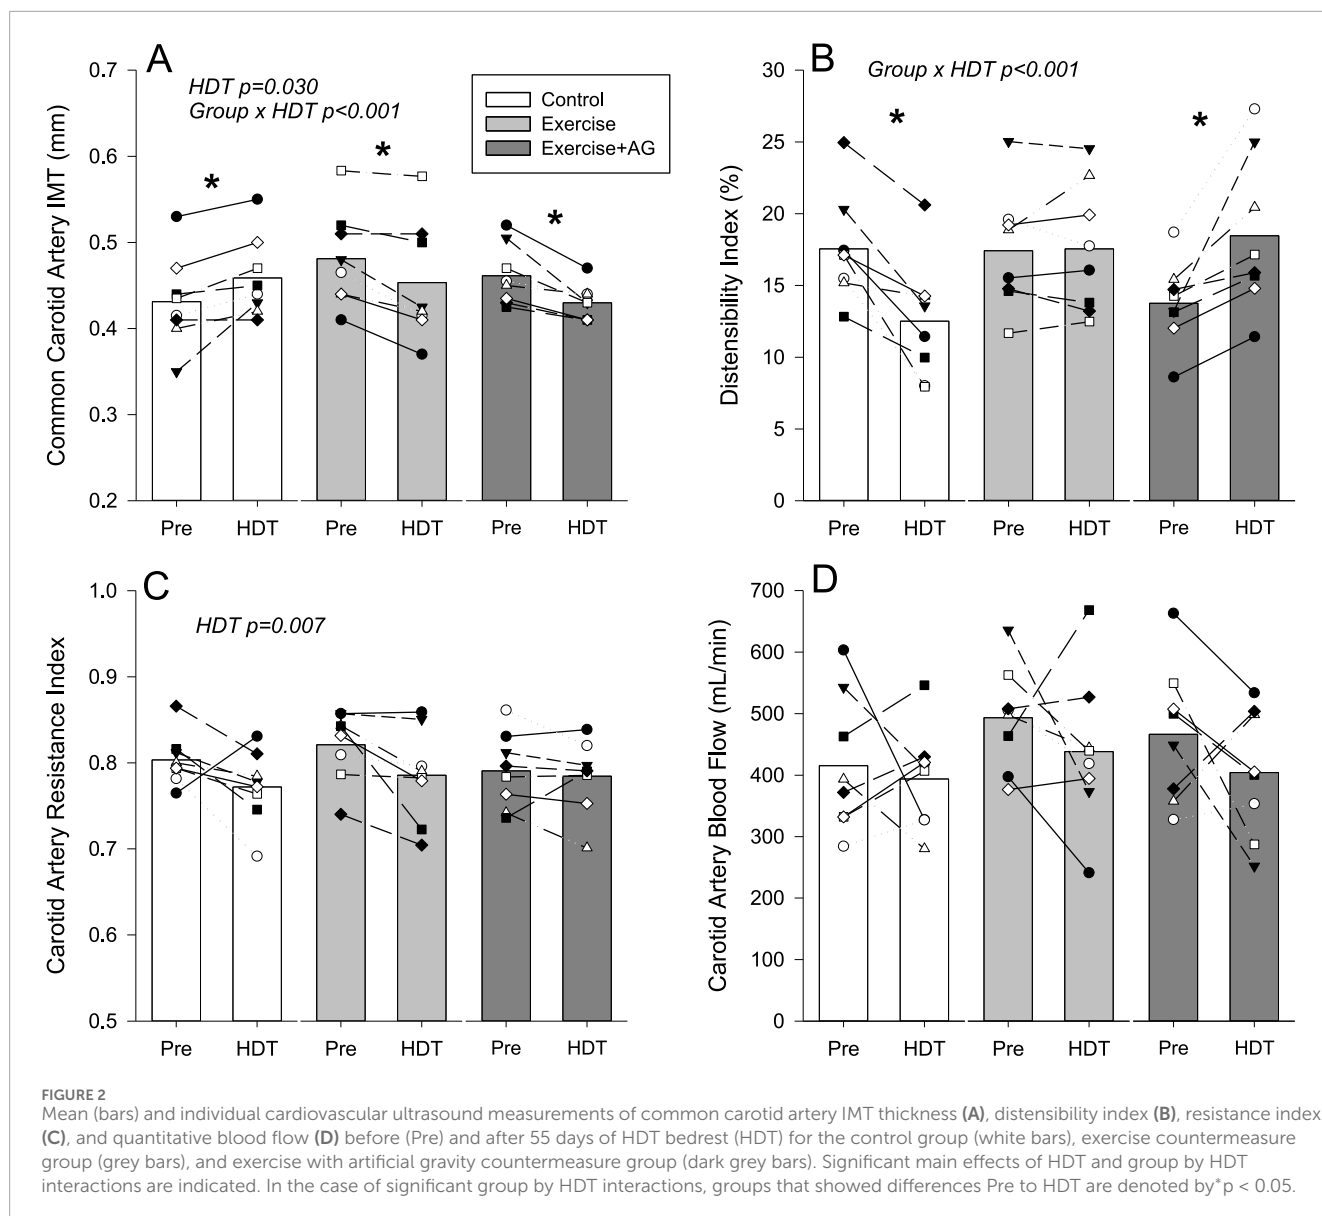 A
HDT p=0.030
Group x HDT p<0.001
Control
Exercise
Exercise+AG
*
*
*
Common Carotid Artery IMT (mm)
0.7
0.6
0.5
0.4
0.3
0.2
Pre HDT Pre HDT Pre HDT
B
Group x HDT p<0.001
*
*
Distensibility Index (%)
30
25
20
15
10
5
0
Pre HDT Pre HDT Pre HDT
C
HDT p=0.007
Carotid Artery Resistance Index
1.0
0.9
0.8
0.7
0.6
0.5
Pre HDT Pre HDT Pre HDT
D
Carotid Artery Blood Flow (mL/min)
700
600
500
400
300
200
100
0
Pre HDT Pre HDT Pre HDT
FIGURE 2
Mean (bars) and individual cardiovascular ultrasound measurements of common carotid artery IMT thickness (A), distensibility index (B), resistance index
(C), and quantitative blood flow (D) before (Pre) and after 55 days of HDT bedrest (HDT) for the control group (white bars), exercise countermeasure
group (grey bars), and exercise with artificial gravity countermeasure group (dark grey bars). Significant main effects of HDT and group by HDT
interactions are indicated. In the case of significant group by HDT interactions, groups that showed differences Pre to HDT are denoted by*p < 0.05.